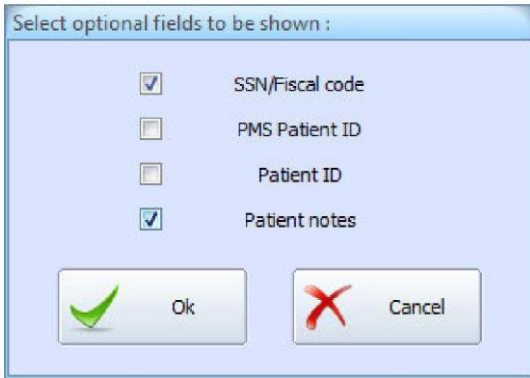 Select optional fields to be shown :
SSN/Fiscal code
PMS Patient ID
Patient ID
Patient notes
Ok
Cancel